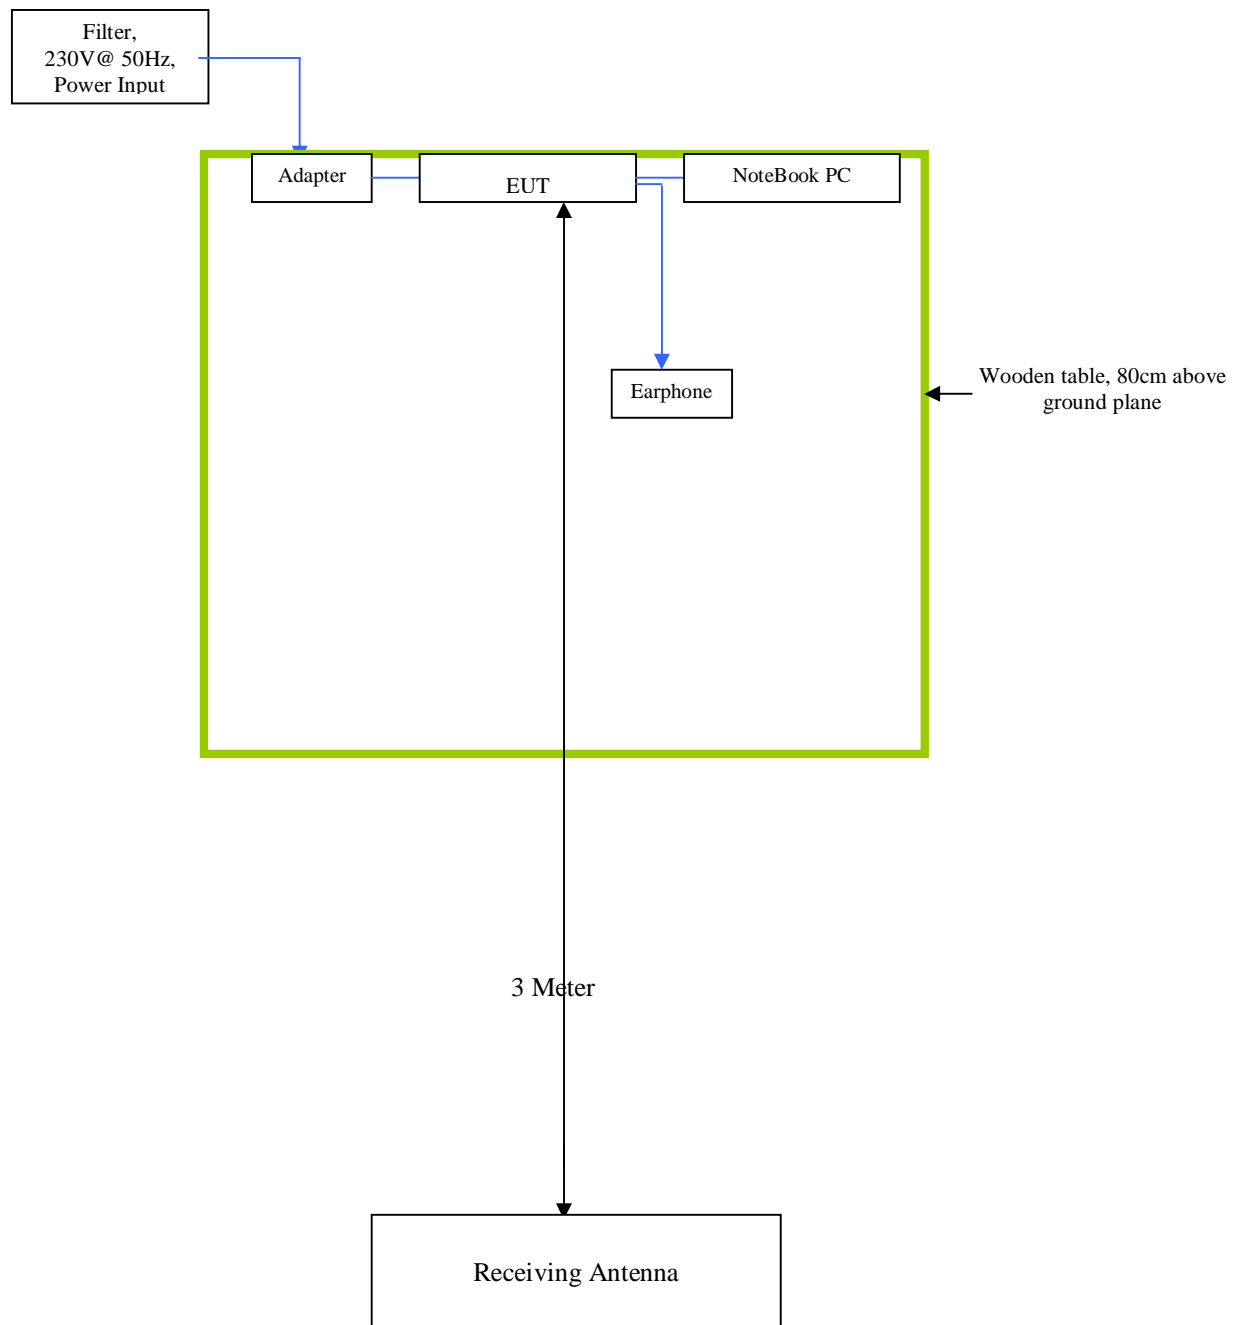 Filter,
230V@ 50Hz,
Power Input
Adapter
EUT
NoteBook PC
Earphone
Wooden table, 80cm above
ground plane
3 Meter
Receiving Antenna